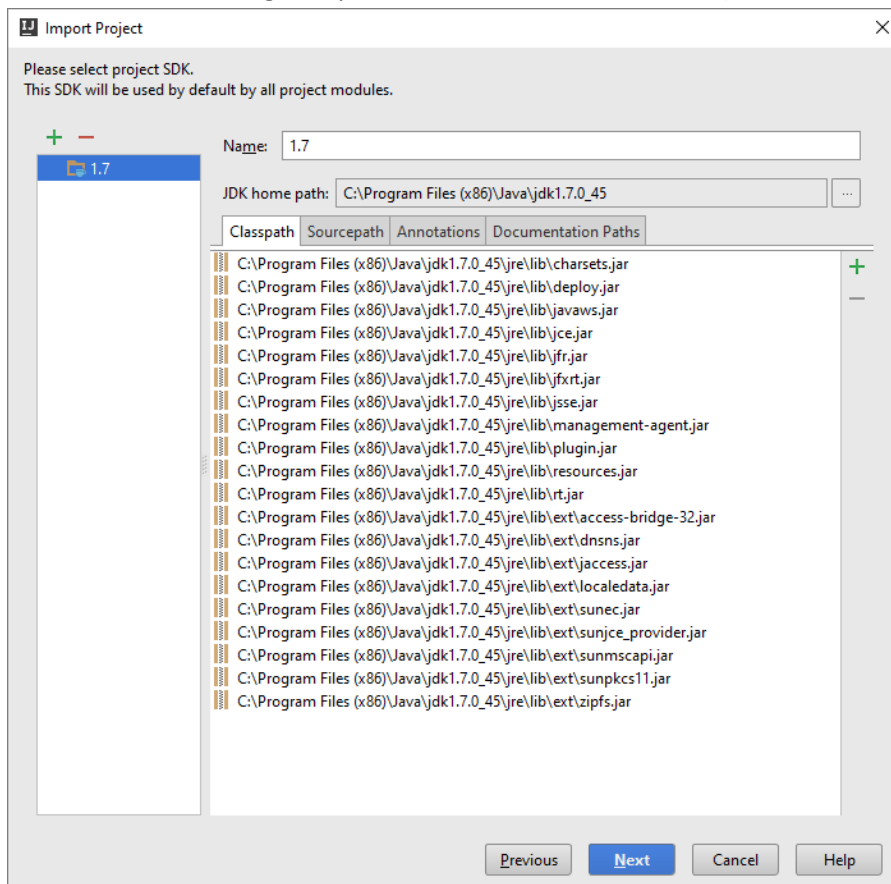 IJ Import Project
Please select project SDK.
This SDK will be used by default by all project modules.
1.7
Name: 1.7
JDK home path: C:\Program Files (x86)\Java\jdk1.7.0_45 ...
Classpath Sourcepath Annotations Documentation Paths
C:\Program Files (x86)\Java\jdk1.7.0_45\jre\lib\charsets.jar
C:\Program Files (x86)\Java\jdk1.7.0_45\jre\lib\deploy.jar
C:\Program Files (x86)\Java\jdk1.7.0_45\jre\lib\javaws.jar
C:\Program Files (x86)\Java\jdk1.7.0_45\jre\lib\jce.jar
C:\Program Files (x86)\Java\jdk1.7.0_45\jre\lib\jfr.jar
C:\Program Files (x86)\Java\jdk1.7.0_45\jre\lib\jfxrt.jar
C:\Program Files (x86)\Java\jdk1.7.0_45\jre\lib\jsse.jar
C:\Program Files (x86)\Java\jdk1.7.0_45\jre\lib\management-agent.jar
C:\Program Files (x86)\Java\jdk1.7.0_45\jre\lib\plugin.jar
C:\Program Files (x86)\Java\jdk1.7.0_45\jre\lib\resources.jar
C:\Program Files (x86)\Java\jdk1.7.0_45\jre\lib\rt.jar
C:\Program Files (x86)\Java\jdk1.7.0_45\jre\lib\ext\access-bridge-32.jar
C:\Program Files (x86)\Java\jdk1.7.0_45\jre\lib\ext\dnsns.jar
C:\Program Files (x86)\Java\jdk1.7.0_45\jre\lib\ext\jaccess.jar
C:\Program Files (x86)\Java\jdk1.7.0_45\jre\lib\ext\localedata.jar
C:\Program Files (x86)\Java\jdk1.7.0_45\jre\lib\ext\sunec.jar
C:\Program Files (x86)\Java\jdk1.7.0_45\jre\lib\ext\sunjce_provider.jar
C:\Program Files (x86)\Java\jdk1.7.0_45\jre\lib\ext\sunmscapi.jar
C:\Program Files (x86)\Java\jdk1.7.0_45\jre\lib\ext\sunpkcs11.jar
C:\Program Files (x86)\Java\jdk1.7.0_45\jre\lib\ext\zipfs.jar
Previous Next Cancel Help